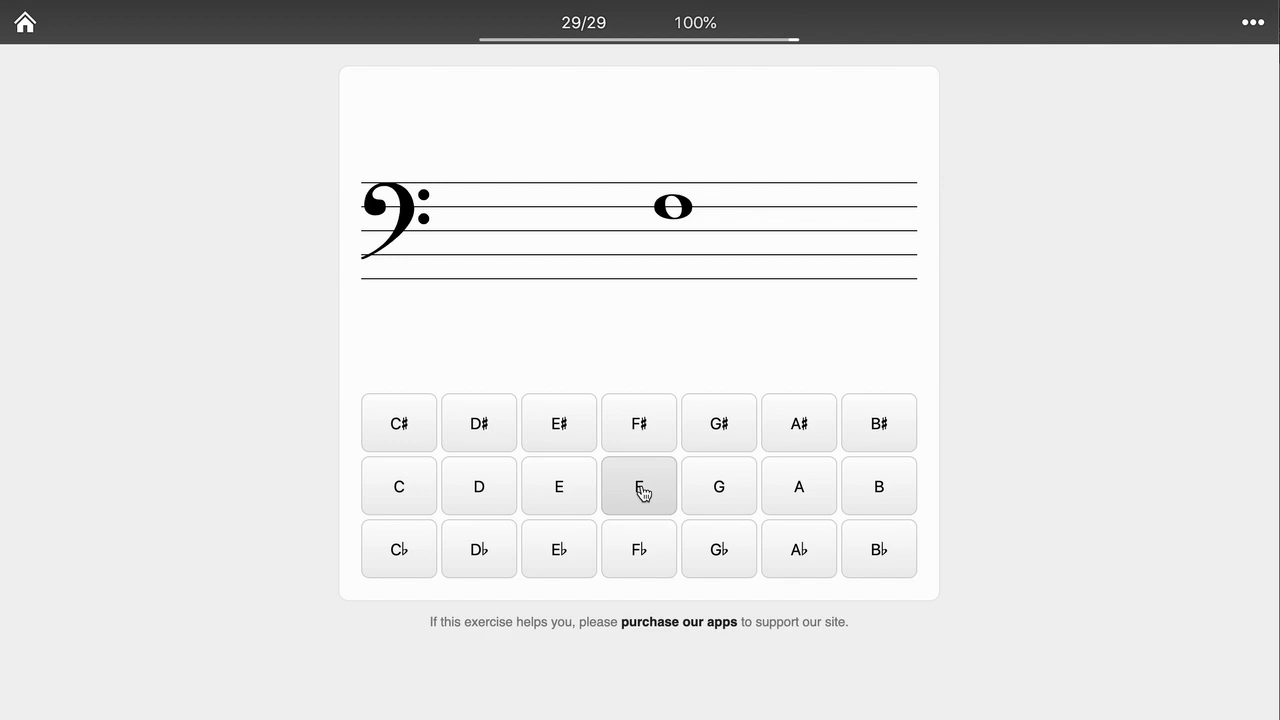 29/29 100%
C♯ D♯ E♯ F♯ G♯ A♯ B♯
C D E F G A B
C♭ D♭ E♭ F♭ G♭ A♭ B♭
If this exercise helps you, please purchase our apps to support our site.